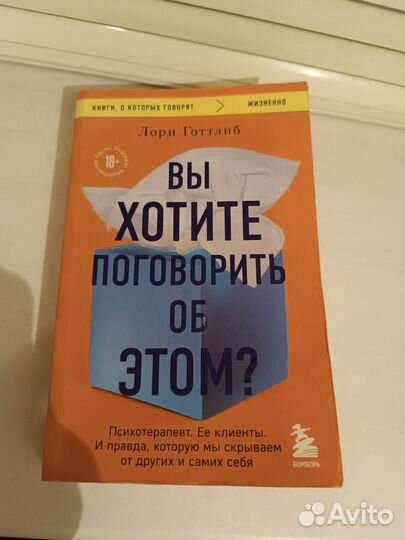 КНИГИ, О КОТОРЫХ ГОВОРЯТ
ЖИЗНЕННО
Лори Готтлиб
18+
ВЫ
ХОТИТЕ
ПОГОВОРИТЬ
ОБ
ЭТОМ?
Психотерапевт. Ее клиенты.
И правда, которую мы скрываем
от других и самих себя
БОМБОРА
Avito